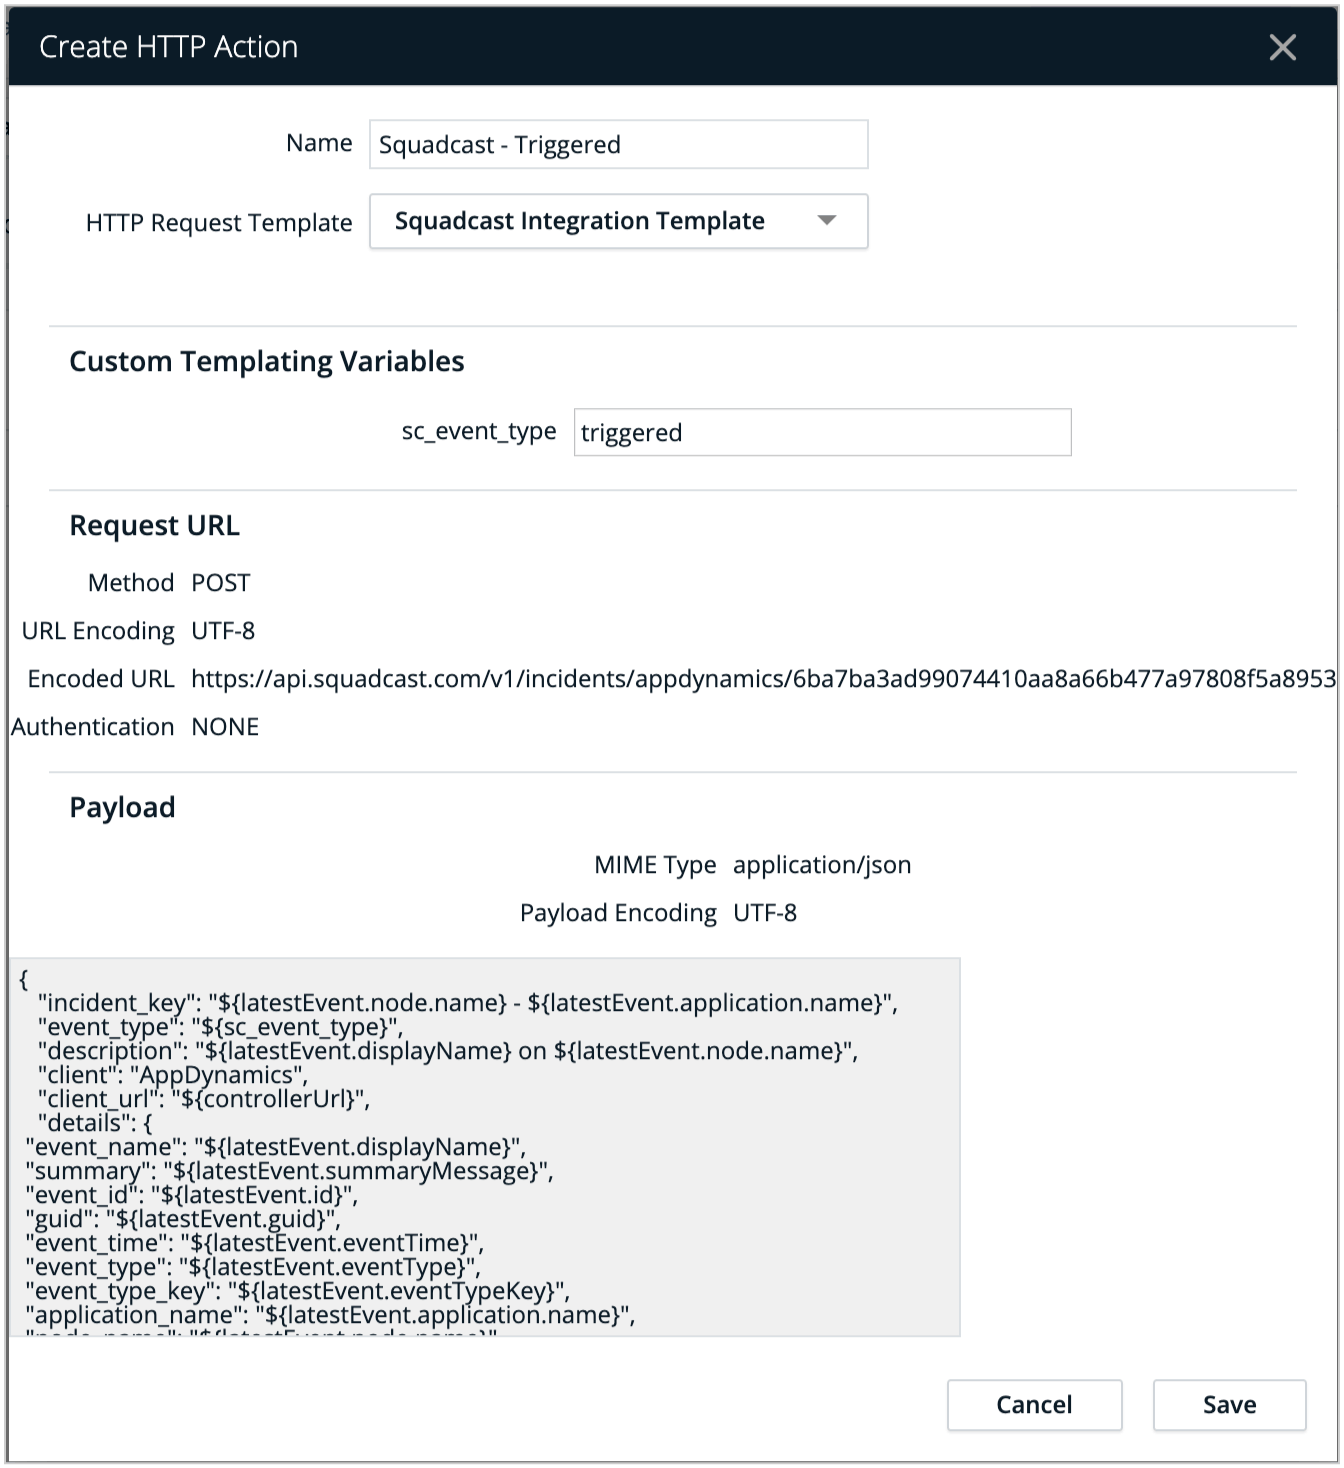 Create HTTP Action
Name Squadcast - Triggered
HTTP Request Template Squadcast Integration Template
Custom Templating Variables
sc_event_type triggered
Request URL
Method POST
URL Encoding UTF-8
Encoded URL https://api.squadcast.com/v1/incidents/appdynamics/6ba7ba3ad99074410aa8a66b477a97808f5a8953
Authentication NONE
Payload
MIME Type application/json
Payload Encoding UTF-8
{
"incident_key": "${latestEvent.node.name} - ${latestEvent.application.name}",
"event_type": "${sc_event_type}",
"description": "${latestEvent.displayName} on ${latestEvent.node.name}",
"client": "AppDynamics",
"client_url": "${controllerUrl}",
"details": {
"event_name": "${latestEvent.displayName}",
"summary": "${latestEvent.summaryMessage}",
"event_id": "${latestEvent.id}",
"guid": "${latestEvent.guid}",
"event_time": "${latestEvent.eventTime}",
"event_type": "${latestEvent.eventType}",
"event_type_key": "${latestEvent.eventTypeKey}",
"application_name": "${latestEvent.application.name}",
Cancel Save